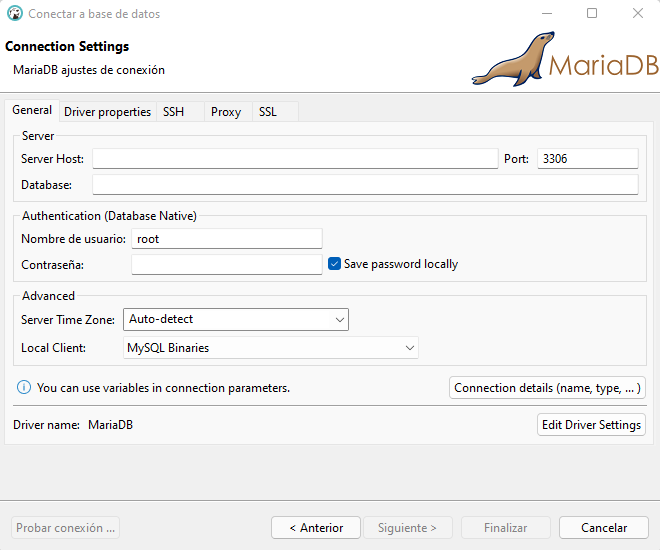 Conectar a base de datos
Connection Settings
MariaDB ajustes de conexión
MariaDB
General Driver properties SSH Proxy SSL
Server
Server Host: Port: 3306
Database:
Authentication (Database Native)
Nombre de usuario: root
Contraseña: Save password locally
Advanced
Server Time Zone: Auto-detect
Local Client: MySQL Binaries
You can use variables in connection parameters. Connection details (name, type, ... )
Driver name: MariaDB Edit Driver Settings
Probar conexión ... < Anterior Siguiente > Finalizar Cancelar